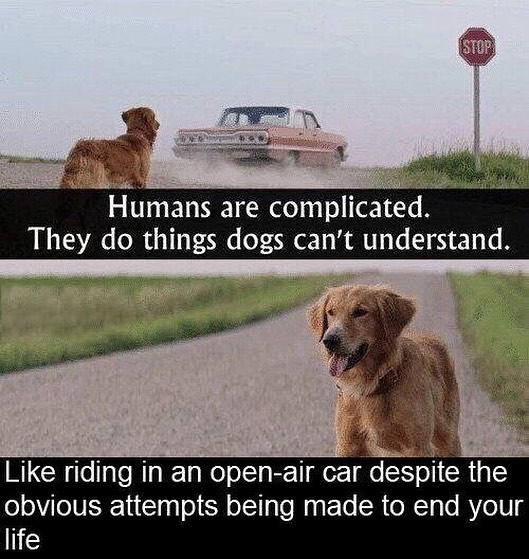 STOP
Humans are complicated.
They do things dogs can't understand.
Like riding in an open-air car despite the
obvious attempts being made to end your
life